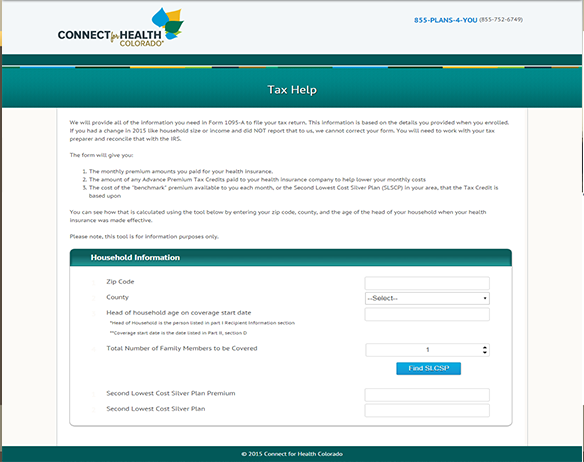 CONNECT for HEALTH
COLORADO
855-PLANS-4-YOU (855-752-6749)
Tax Help
We will provide all of the information you need in Form 1095-A to file your tax return. This information is based on the details you provided when you enrolled.
If you had a change in 2015 like household size or income and did NOT report that to us, we cannot correct your form. You will need to work with your tax
preparer and reconcile that with the IRS.
The form will give you:
1. The monthly premium amounts you paid for your health insurance.
2. The amount of any Advance Premium Tax Credits paid to your health insurance company to help lower your monthly costs
3. The cost of the "benchmark" premium available to you each month, or the Second Lowest Cost Silver Plan (SLSCP) in your area, that the Tax Credit is
based upon
You can see how that is calculated using the tool below by entering your zip code, county, and the age of the head of your household when your health
insurance was made effective.
Please note, this tool is for information purposes only.
Household Information
Zip Code
County --Select--
Head of household age on coverage start date
*Head of Household is the person listed in part I Recipient Information section
**Coverage start date is the date listed in Part II, section D
Total Number of Family Members to be Covered 1
Find SLCSP
Second Lowest Cost Silver Plan Premium
Second Lowest Cost Silver Plan
© 2015 Connect for Health Colorado